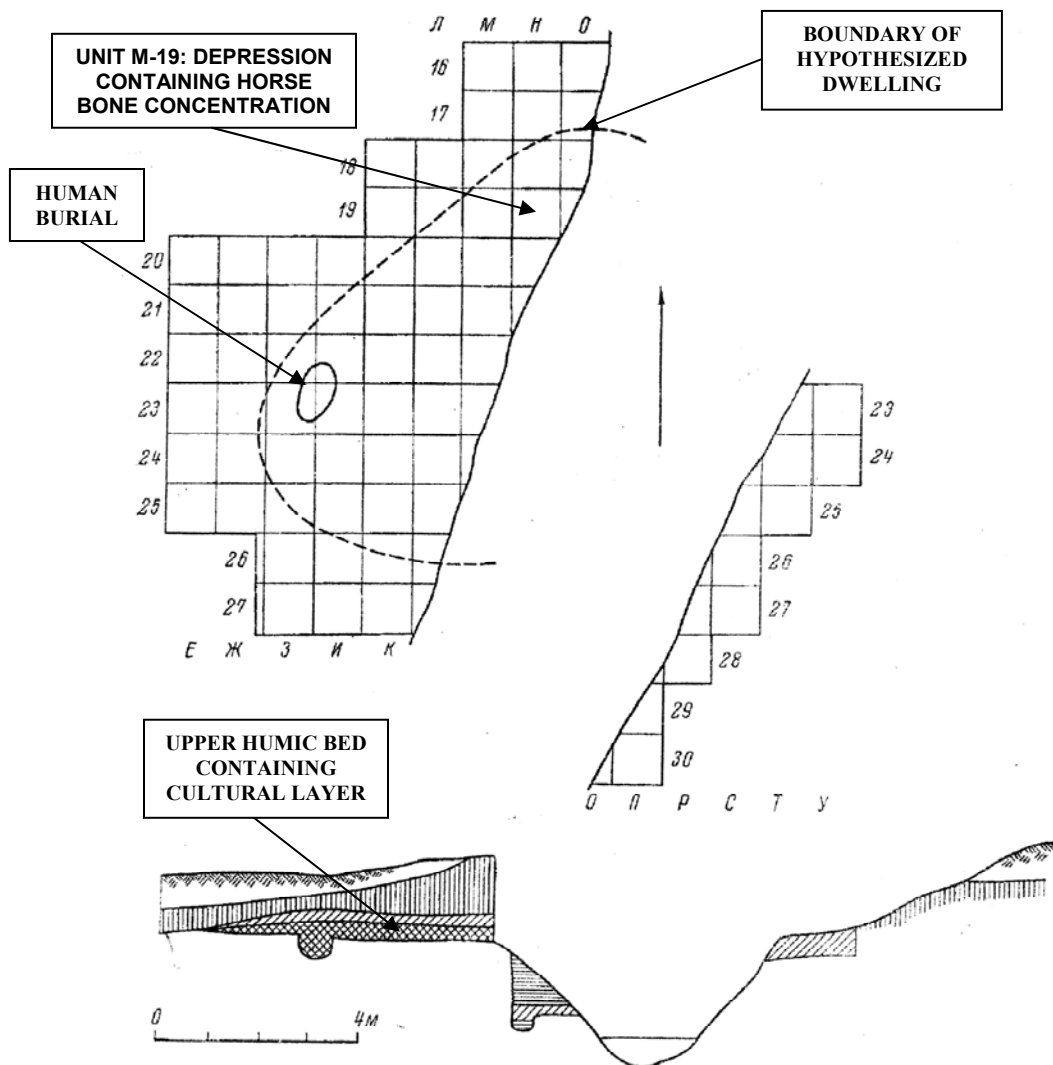 Л М Н О
UNIT M-19: DEPRESSION
CONTAINING HORSE
BONE CONCENTRATION
BOUNDARY OF
HYPOTHESIZED
DWELLING
16
17
18
19
HUMAN
BURIAL
20
21
22
23
24
25
26
27
Е Ж З И К
23
24
25
26
27
28
29
30
О П Р С Т У
UPPER HUMIC BED
CONTAINING
CULTURAL LAYER
0 4м